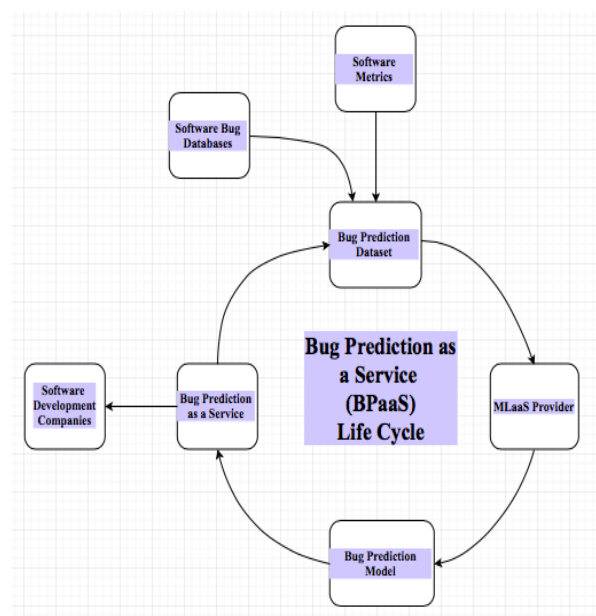 Software
Metrics
Software Bug
Databases
Bug Prediction
Dataset
Bug Prediction as
a Service
(BPaaS)
Life Cycle
Software
Development
Companies
Bug Prediction
as a Service
MLaaS Provider
Bug Prediction
Model